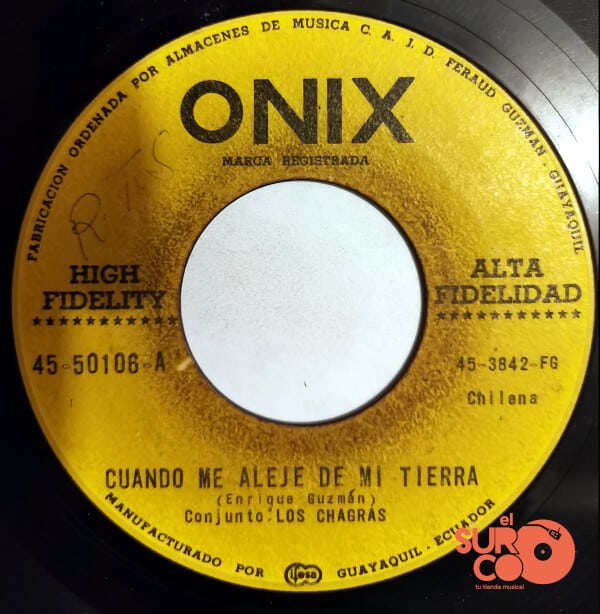 FABRICACION ORDENADA POR ALMACENES DE MUSICA C. A. J. D. FERAUD GUZMAN - GUAYAQUIL
ONIX
MARCA REGISTRADA
HIGH
FIDELITY
★★★★★★★★★★★
ALTA
FIDELIDAD
★★★★★★★★★★★
45-50106-A
45-3842-FG
Chilena
CUANDO ME ALEJE DE MI TIERRA
(Enrique Guzmán)
Conjunto:LOS CHAGRAS
MANUFACTURADO POR ifesa GUAYAQUIL - ECUADOR
el
SURCO
tu tienda musical